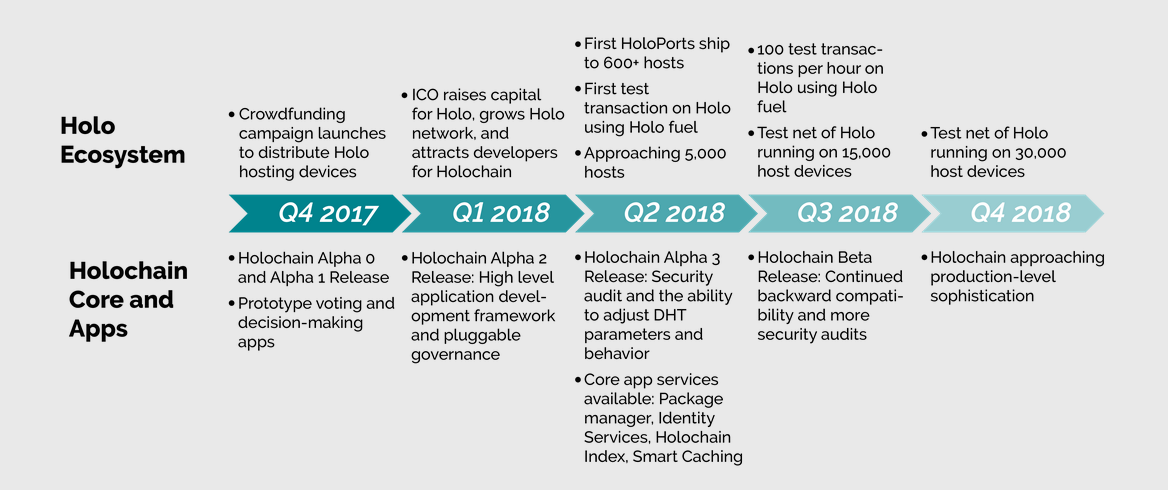 Holo
Ecosystem
• Crowdfunding
campaign launches
to distribute Holo
hosting devices
• ICO raises capital
for Holo, grows Holo
network, and
attracts developers
for Holochain
• First HoloPorts ship
to 600+ hosts
• First test
transaction on Holo
using Holo fuel
• Approaching 5,000
hosts
• 100 test transac-
tions per hour on
Holo using Holo
fuel
• Test net of Holo
running on 15,000
host devices
• Test net of Holo
running on 30,000
host devices
Q4 2017
Q1 2018
Q2 2018
Q3 2018
Q4 2018
Holochain
Core and
Apps
• Holochain Alpha 0
and Alpha 1 Release
• Prototype voting and
decision-making
apps
• Holochain Alpha 2
Release: High level
application devel-
opment framework
and pluggable
governance
• Holochain Alpha 3
Release: Security
audit and the ability
to adjust DHT
parameters and
behavior
• Core app services
available: Package
manager, Identity
Services, Holochain
Index, Smart Caching
• Holochain Beta
Release: Continued
backward compati-
bility and more
security audits
• Holochain approaching
production-level
sophistication